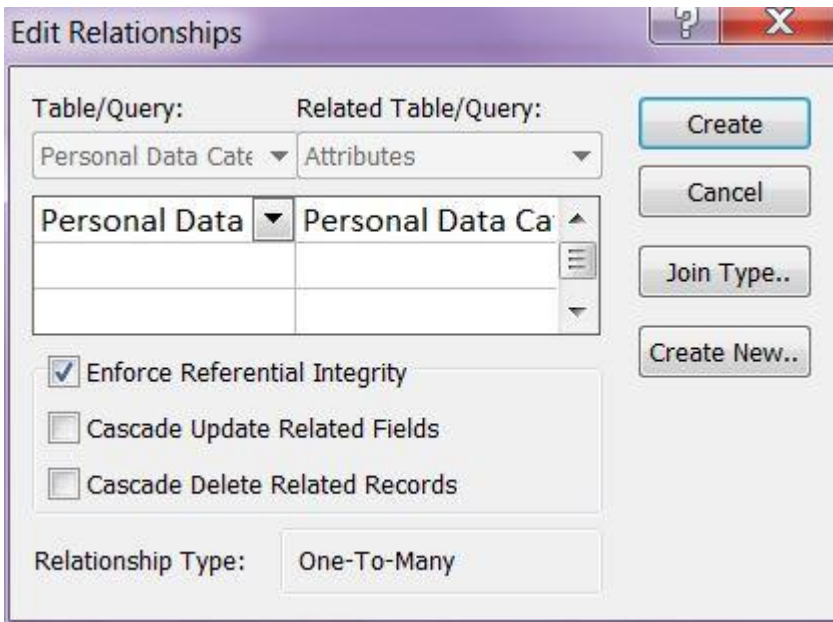 Edit Relationships
Table/Query: Related Table/Query:
Personal Data Cate Attributes
Personal Data Personal Data Ca
Enforce Referential Integrity
Cascade Update Related Fields
Cascade Delete Related Records
Relationship Type: One-To-Many
Create
Cancel
Join Type..
Create New..